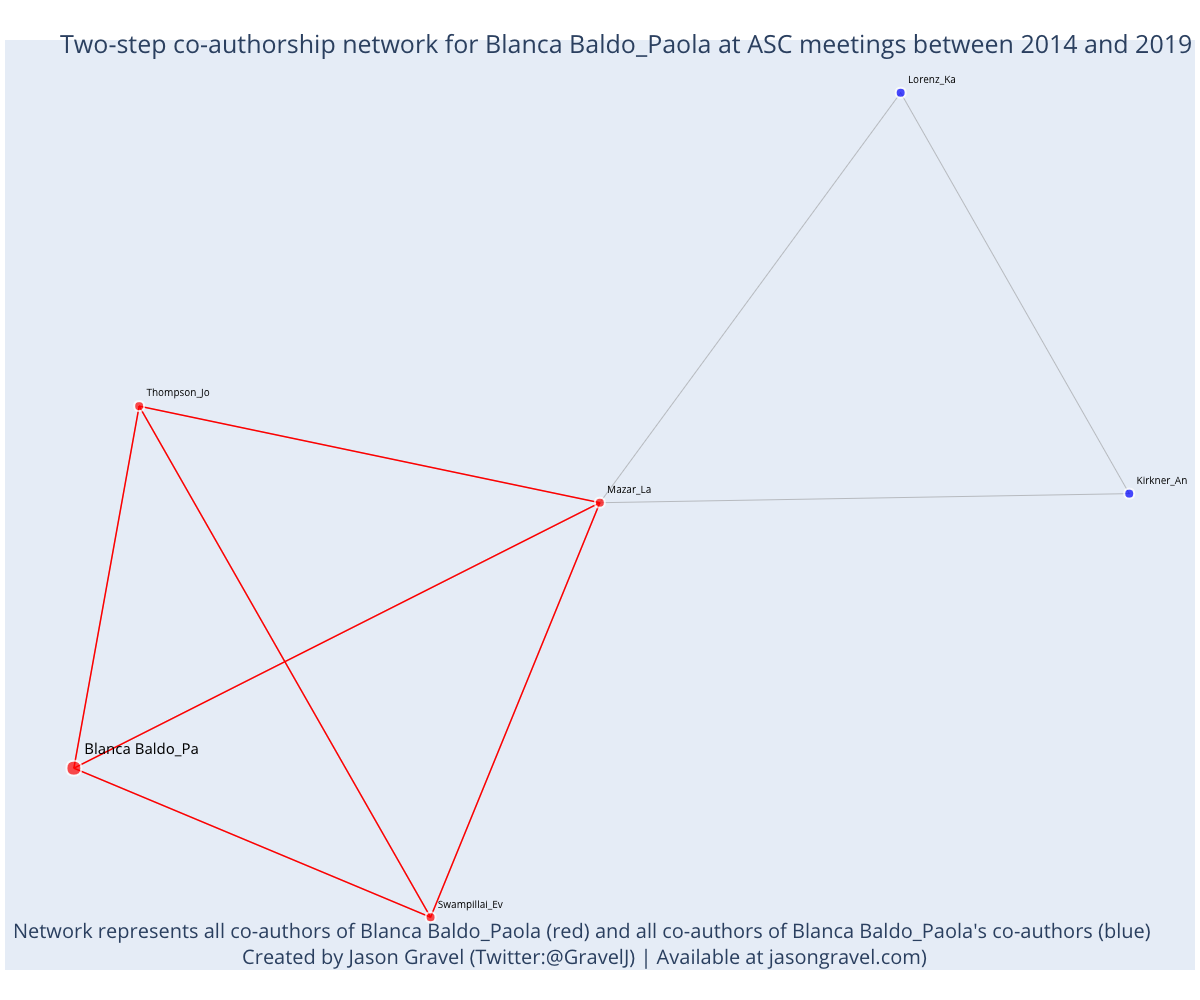 Two-step co-authorship network for Blanca Baldo_Paola at ASC meetings between 2014 and 2019
Lorenz_Ka
Thompson_Jo
Kirkner_An
Mazar_La
Blanca Baldo_Pa
Swampillai_Ev
Network represents all co-authors of Blanca Baldo_Paola (red) and all co-authors of Blanca Baldo_Paola's co-authors (blue)
Created by Jason Gravel (Twitter:@GravelJ) | Available at jasongravel.com)